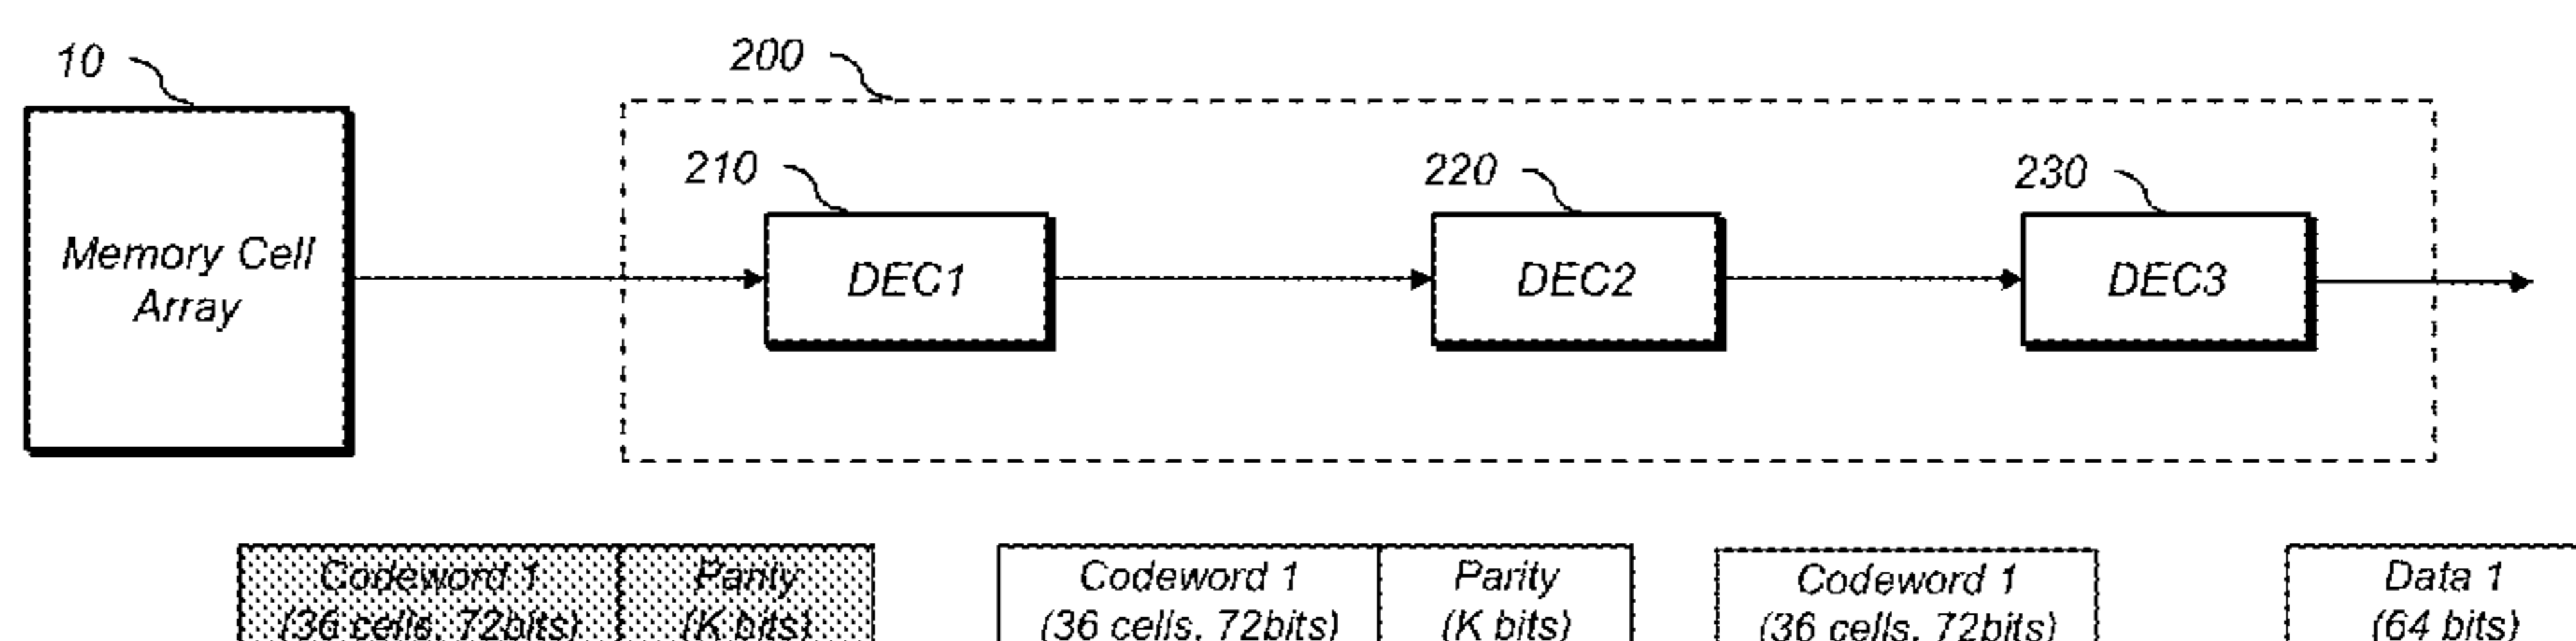 10
200
210
220
230
Memory Cell
Array
DEC1
DEC2
DEC3
Codeword 1
(36 cells, 72bits)
Parity
(K bits)
Codeword 1
(36 cells, 72bits)
Parity
(K bits)
Codeword 1
(36 cells, 72bits)
Data 1
(64 bits)